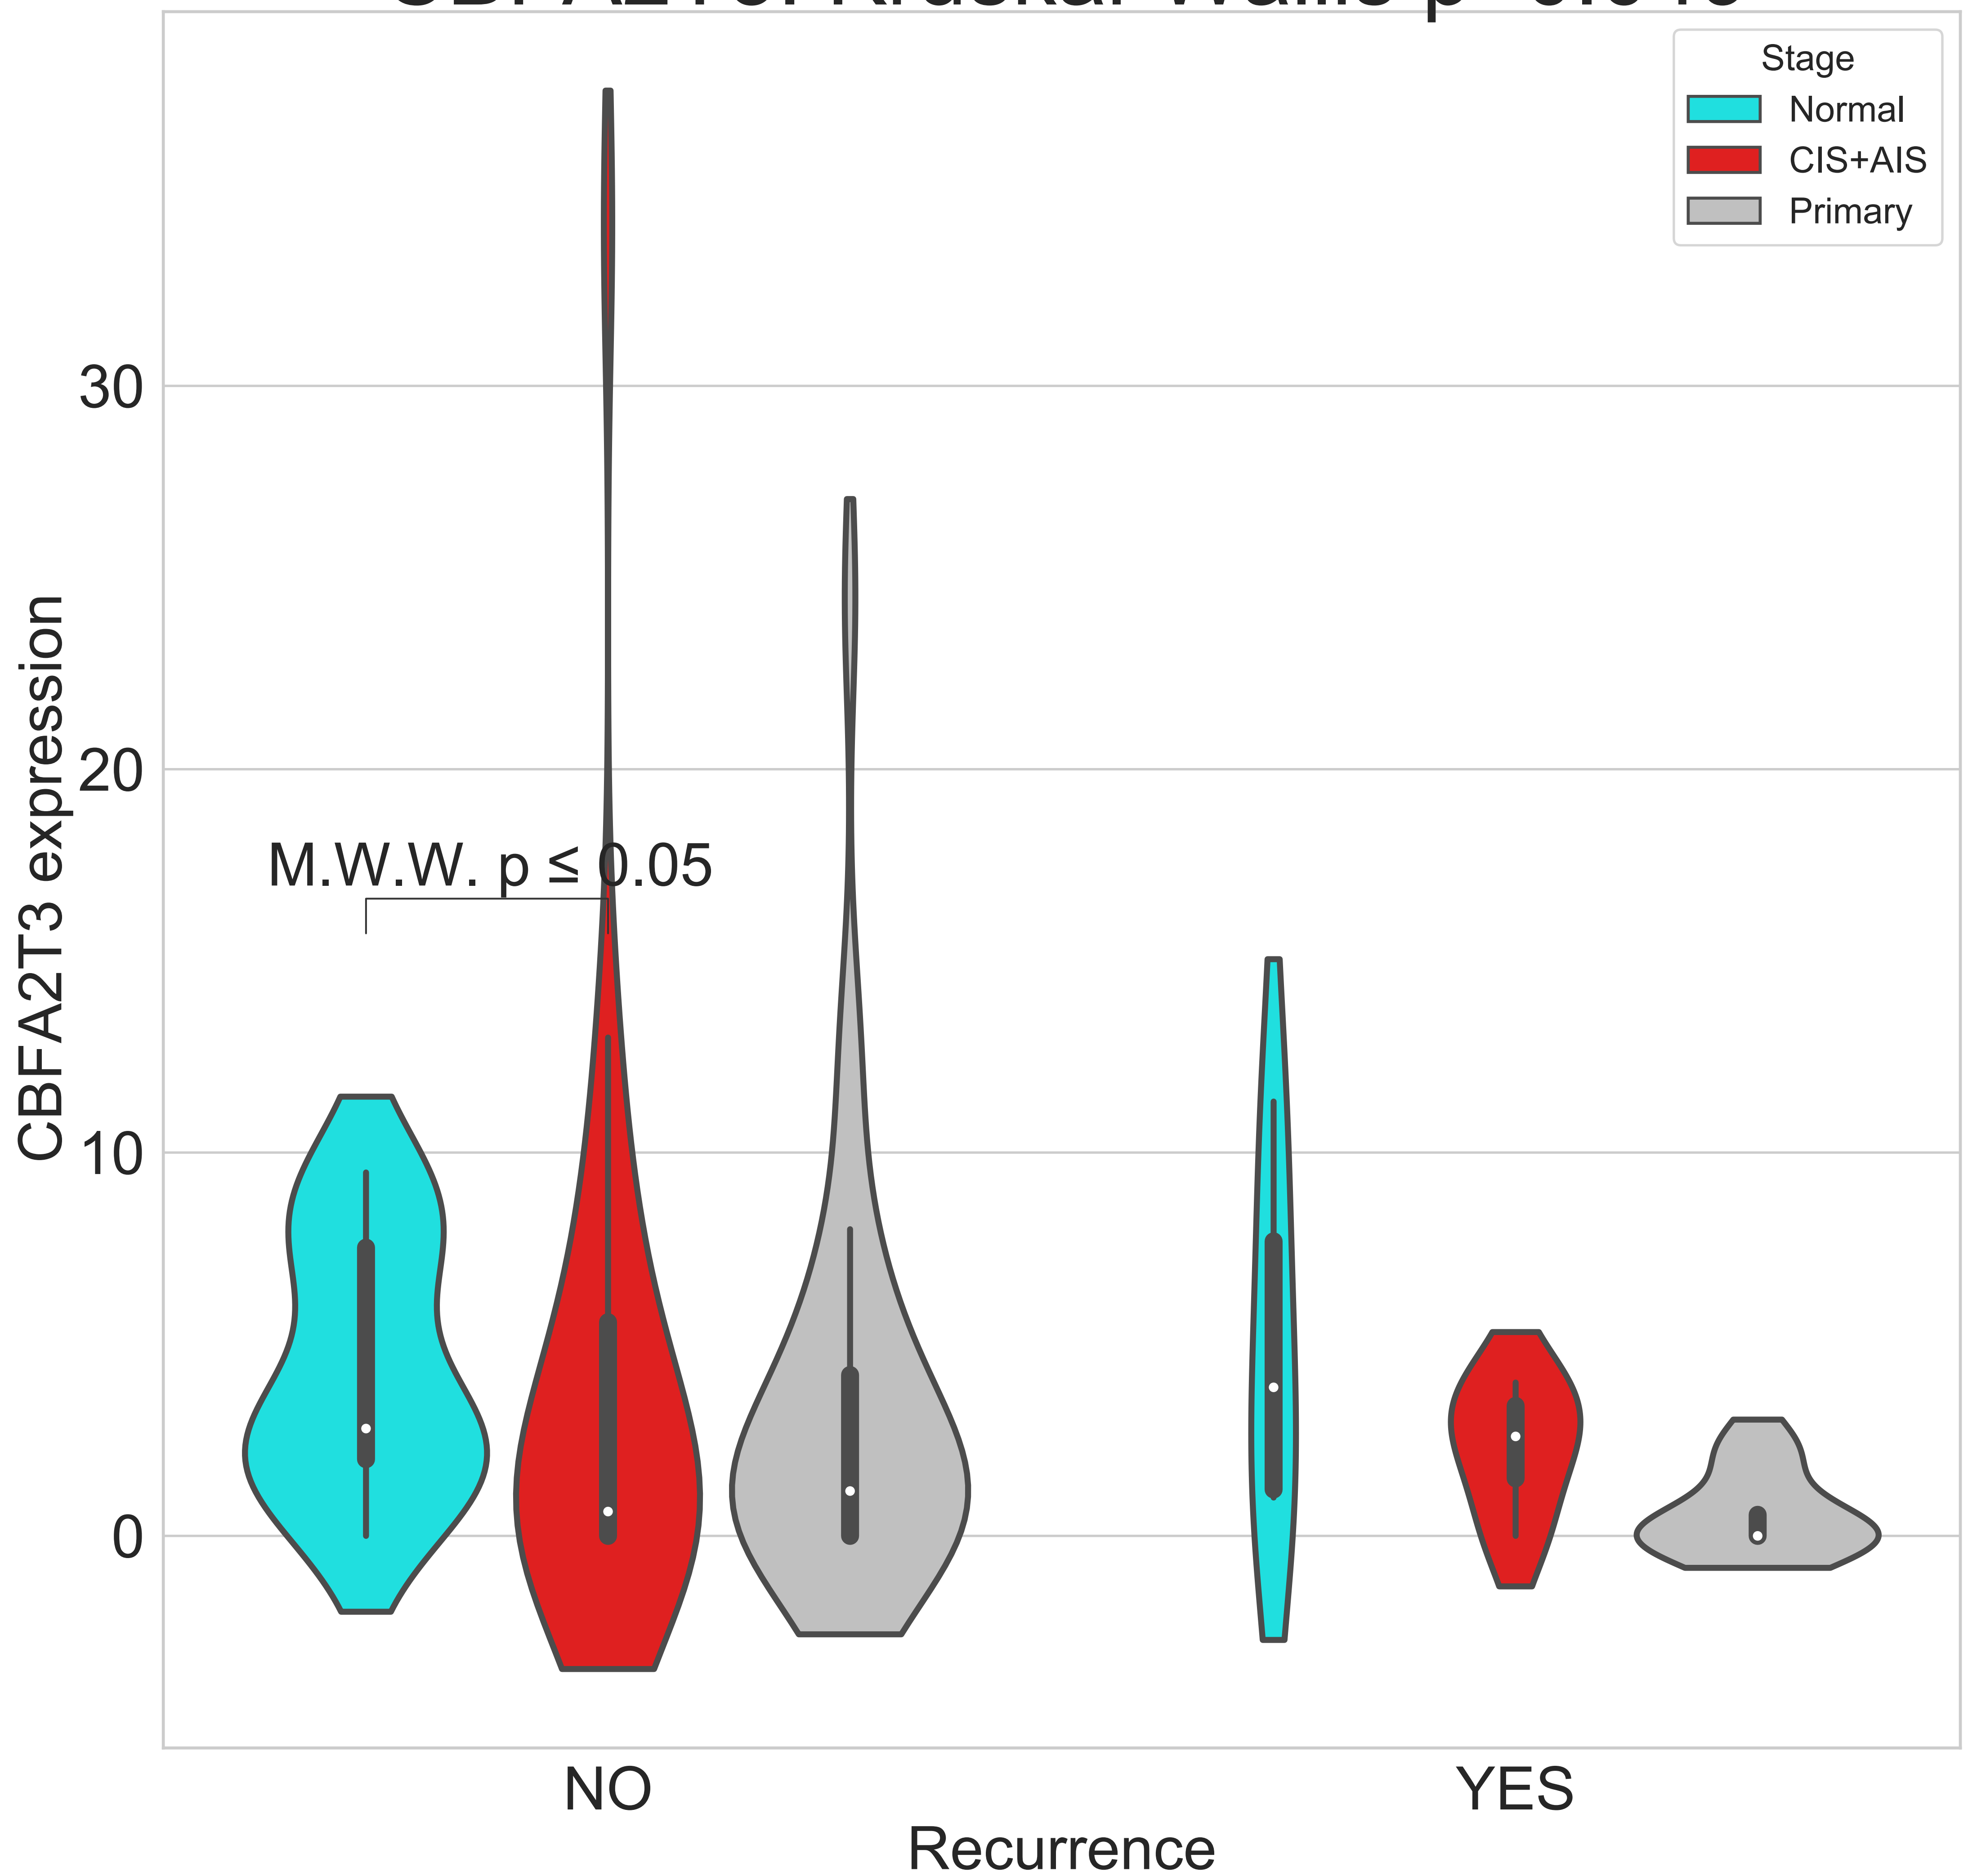 Stage
Normal
CIS+AIS
Primary
30
20
10
0
CBFA2T3 expression
M.W.W. p ≤ 0.05
NO
YES
Recurrence